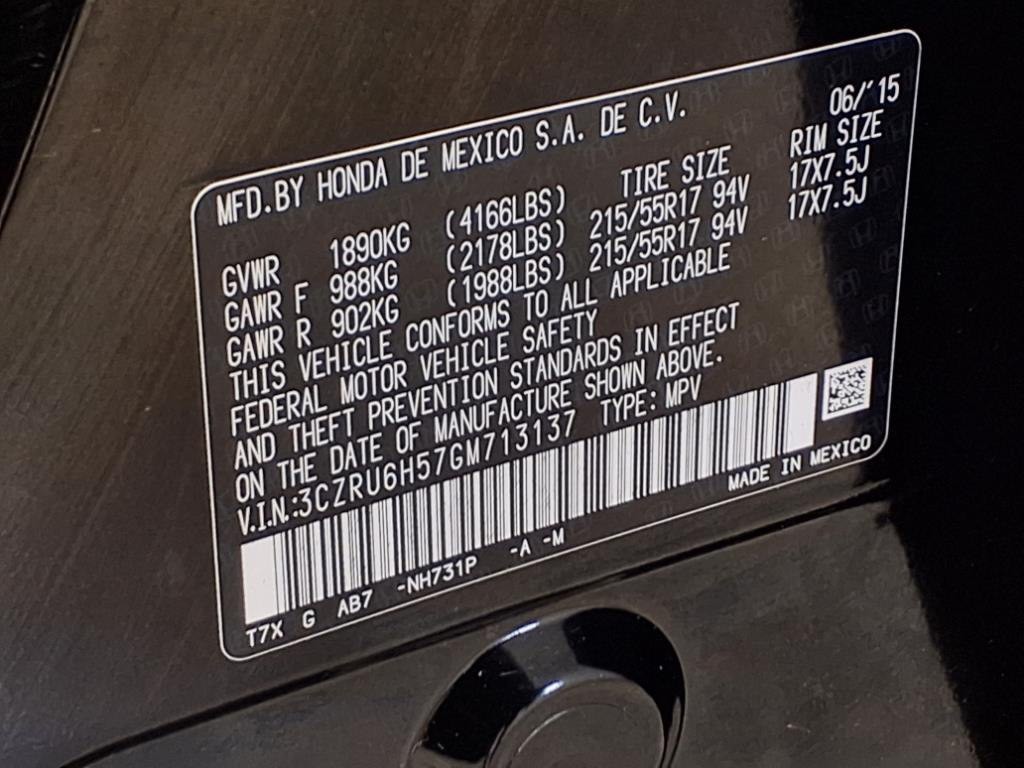 MFD.BY HONDA DE MEXICO S.A. DE C.V. 06/'15
TIRE SIZE RIM SIZE
GVWR 1890KG (4166LBS)
GAWR F 988KG (2178LBS) 215/55R17 94V 17X7.5J
GAWR R 902KG (1988LBS) 215/55R17 94V 17X7.5J
THIS VEHICLE CONFORMS TO ALL APPLICABLE
FEDERAL MOTOR VEHICLE SAFETY
AND THEFT PREVENTION STANDARDS IN EFFECT
ON THE DATE OF MANUFACTURE SHOWN ABOVE.
V.I.N.:3CZRU6H57GM713137 TYPE: MPV
T7X G AB7 -NH731P -A -M MADE IN MEXICO